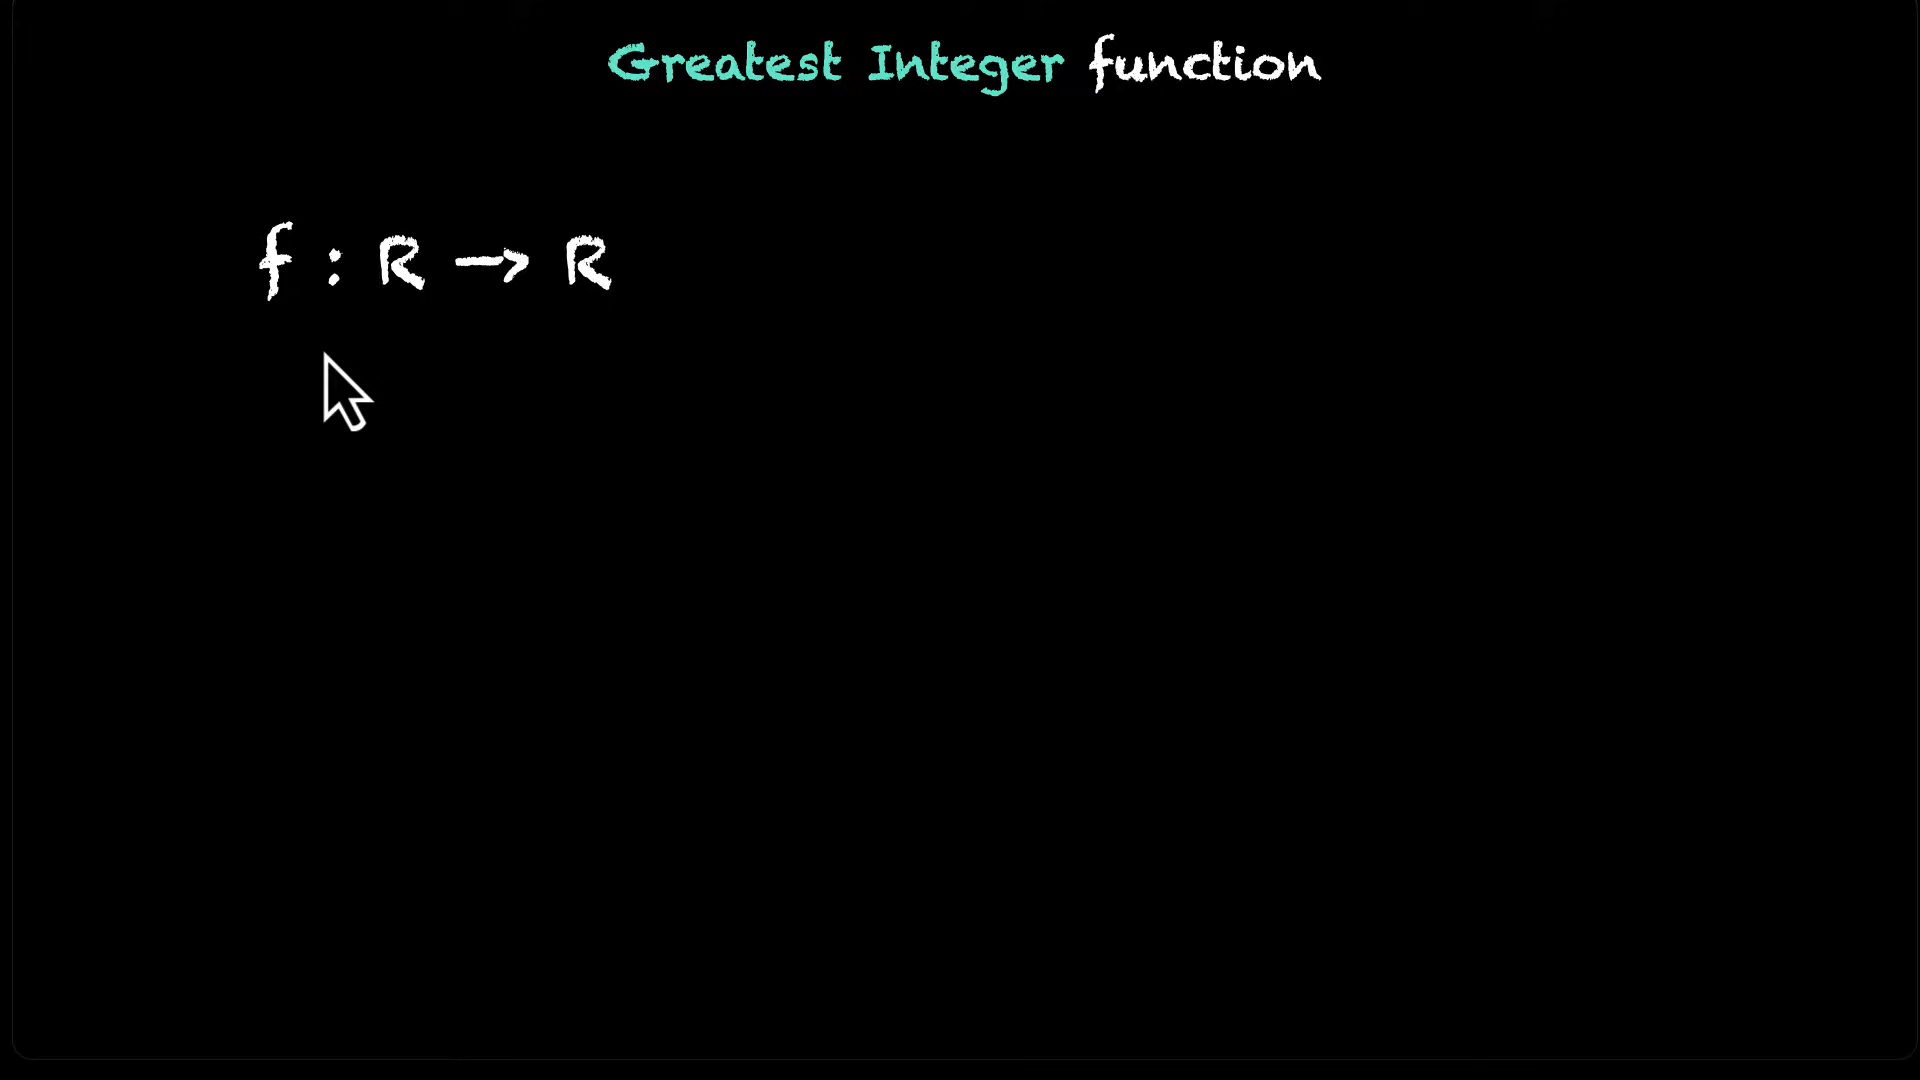 Greatest Integer function
f : R → R